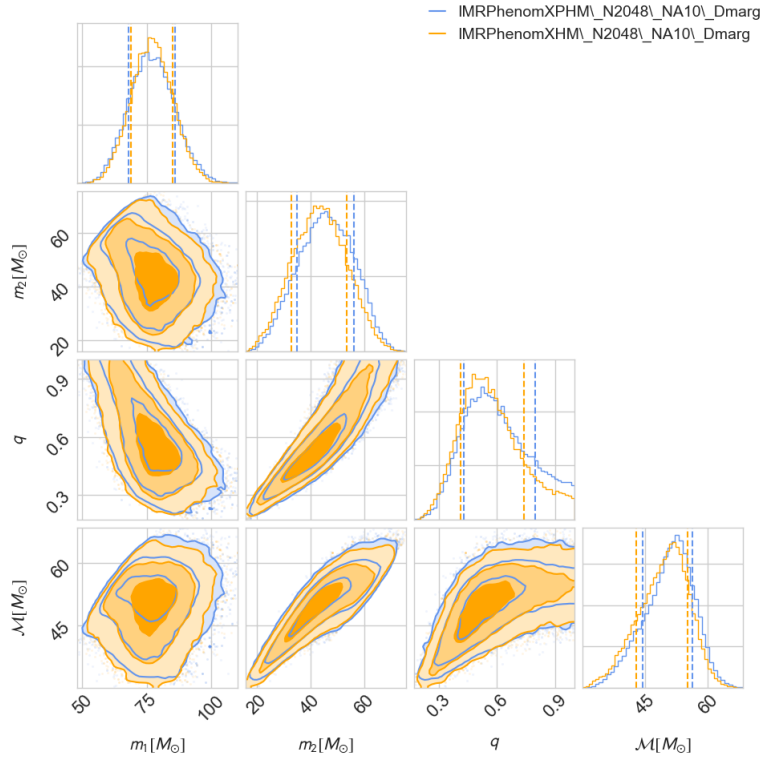 IMRPhenomXPHM\_N2048\_NA10\_Dmarg
IMRPhenomXHM\_N2048\_NA10\_Dmarg
m₂[M⊙]
60
40
20
q
0.9
0.6
0.3
ℳ[M⊙]
60
45
50
75
100
20
40
60
0.3
0.6
0.9
45
60
m₁[M⊙]
m₂[M⊙]
q
ℳ[M⊙]